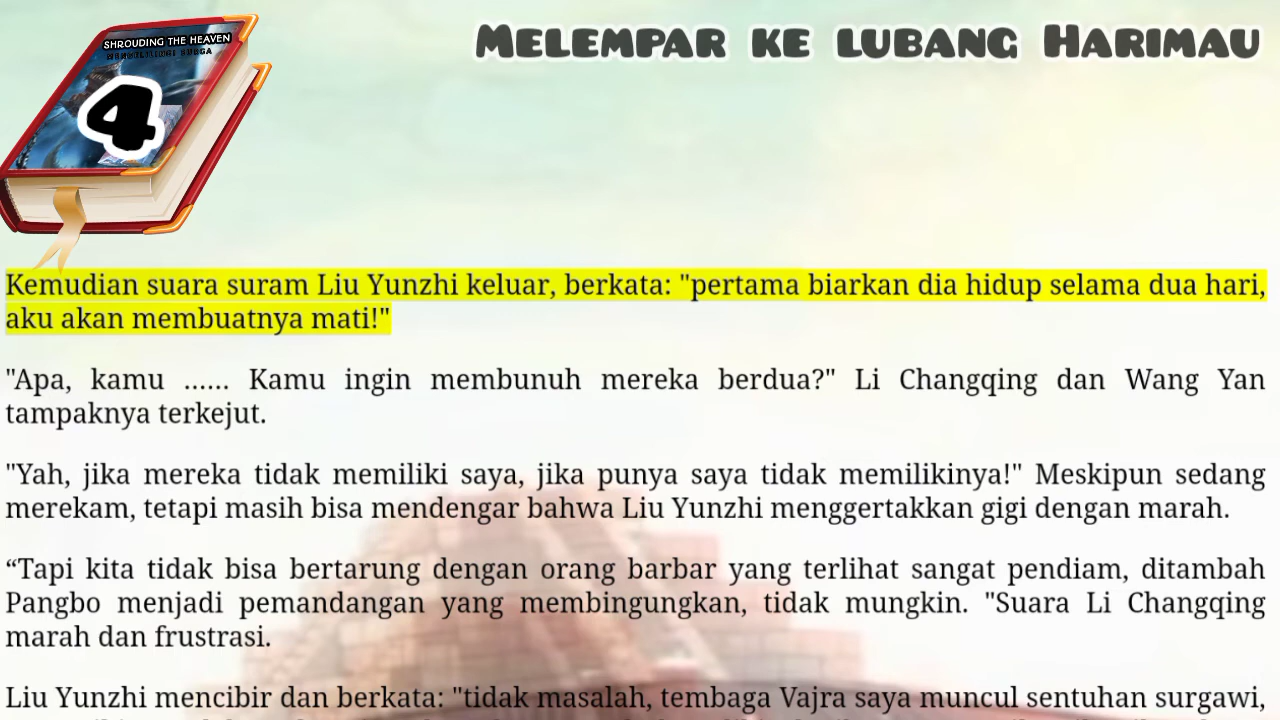 SHROUDING THE HEAVEN
4
Melempar ke lubang Harimau
Kemudian suara suram Liu Yunzhi keluar, berkata: "pertama biarkan dia hidup selama dua hari,
aku akan membuatnya mati!"
"Apa, kamu ...... Kamu ingin membunuh mereka berdua?" Li Changqing dan Wang Yan
tampaknya terkejut.
"Yah, jika mereka tidak memiliki saya, jika punya saya tidak memilikinya!" Meskipun sedang
merekam, tetapi masih bisa mendengar bahwa Liu Yunzhi menggertakkan gigi dengan marah.
“Tapi kita tidak bisa bertarung dengan orang barbar yang terlihat sangat pendiam, ditambah
Pangbo menjadi pemandangan yang membingungkan, tidak mungkin. "Suara Li Changqing
marah dan frustrasi.
Liu Yunzhi mencibir dan berkata: "tidak masalah, tembaga Vajra saya muncul sentuhan surgawi,